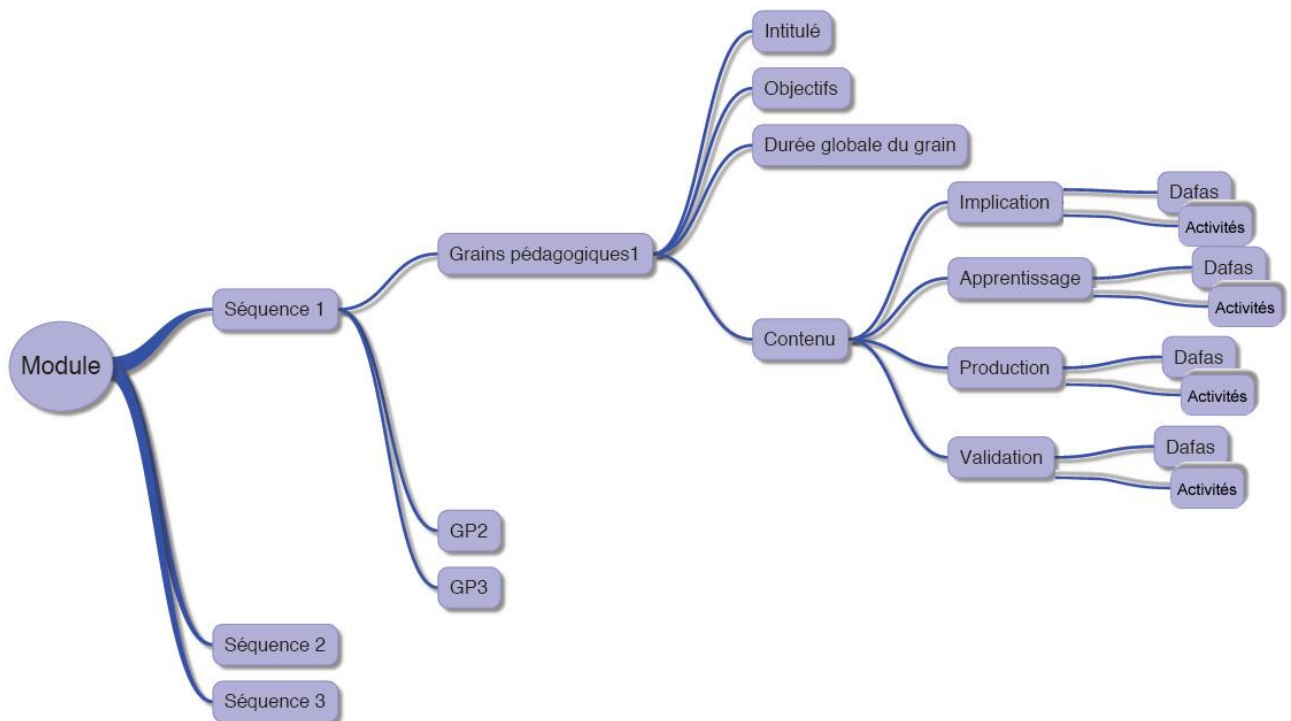 Intitulé
Objectifs
Durée globale du grain
Implication
Dafas
Activités
Grains pédagogiques1
Apprentissage
Dafas
Activités
Séquence 1
Contenu
Module
Production
Dafas
Activités
Validation
Dafas
Activités
GP2
GP3
Séquence 2
Séquence 3